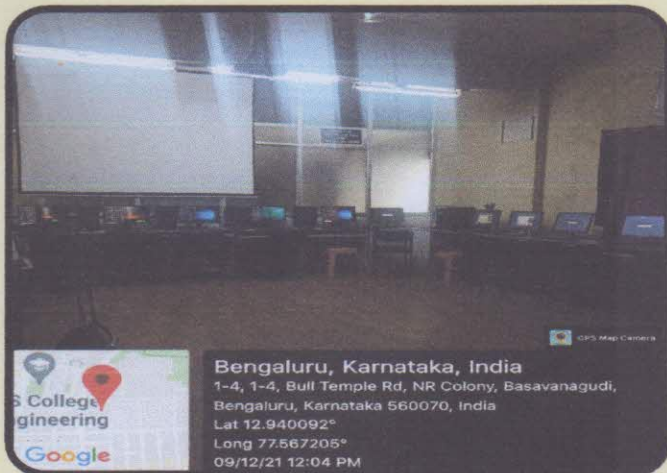 GPS Map Camera
S College
gineering
Google
Bengaluru, Karnataka, India
1-4, 1-4, Bull Temple Rd, NR Colony, Basavanagudi,
Bengaluru, Karnataka 560070, India
Lat 12.940092°
Long 77.567205°
09/12/21 12:04 PM